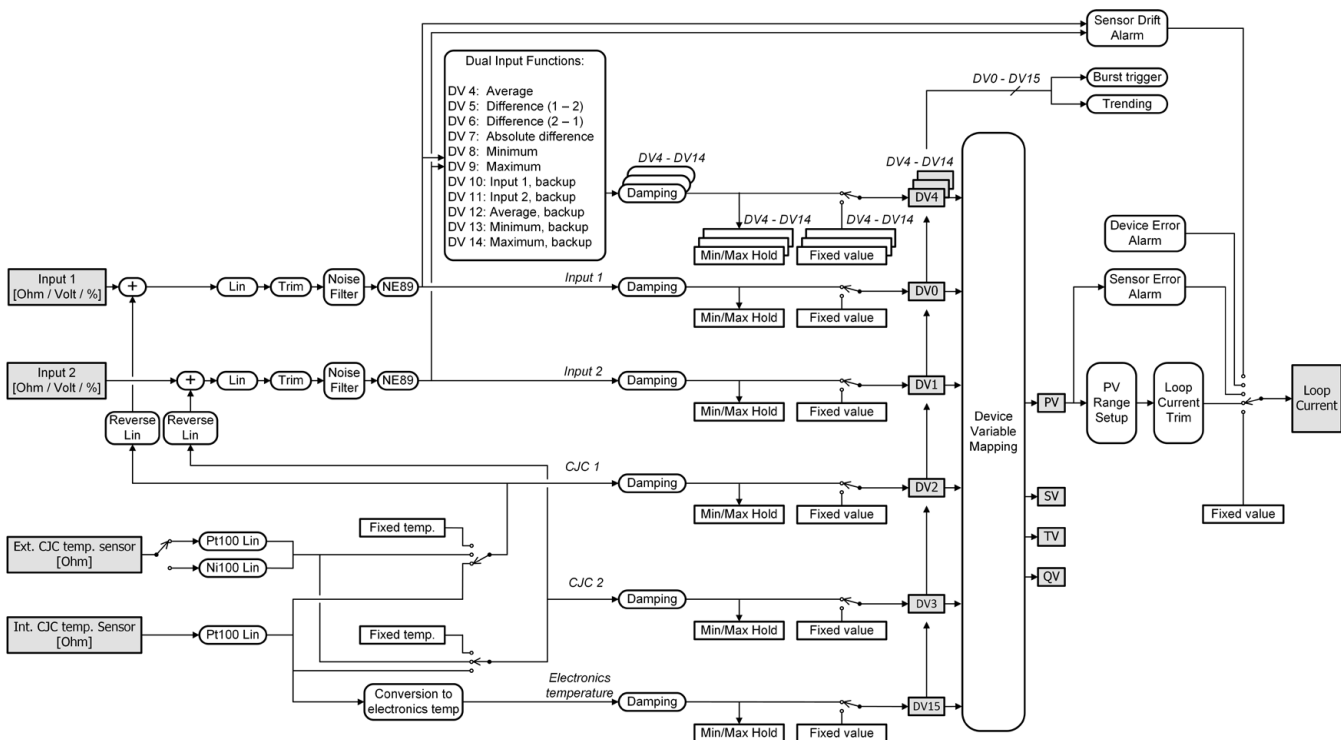 Sensor Drift
Alarm
Dual Input Functions:
DV 4: Average
DV 5: Difference (1 – 2)
DV 6: Difference (2 – 1)
DV 7: Absolute difference
DV 8: Minimum
DV 9: Maximum
DV 10: Input 1, backup
DV 11: Input 2, backup
DV 12: Average, backup
DV 13: Minimum, backup
DV 14: Maximum, backup
DV0 - DV15
Burst trigger
Trending
DV4 - DV14
Damping
DV4 - DV14
DV4
DV4 - DV14
Min/Max Hold
DV4 - DV14
Fixed value
Device Error
Alarm
Input 1
[Ohm / Volt / %]
+
Lin
Trim
Noise
Filter
NE89
Input 1
Damping
Min/Max Hold
Fixed value
DV0
Sensor Error
Alarm
Input 2
[Ohm / Volt / %]
+
Lin
Trim
Noise
Filter
NE89
Input 2
Damping
Min/Max Hold
Fixed value
DV1
Device
Variable
Mapping
PV
PV
Range
Setup
Loop
Current
Trim
Loop
Current
Reverse
Lin
Reverse
Lin
CJC 1
Damping
Min/Max Hold
Fixed value
DV2
SV
TV
QV
Fixed value
Ext. CJC temp. sensor
[Ohm]
Pt100 Lin
Ni100 Lin
Fixed temp.
CJC 2
Damping
Min/Max Hold
Fixed value
DV3
Int. CJC temp. Sensor
[Ohm]
Pt100 Lin
Fixed temp.
Conversion to
electronics temp
Electronics
temperature
Damping
Min/Max Hold
Fixed value
DV15